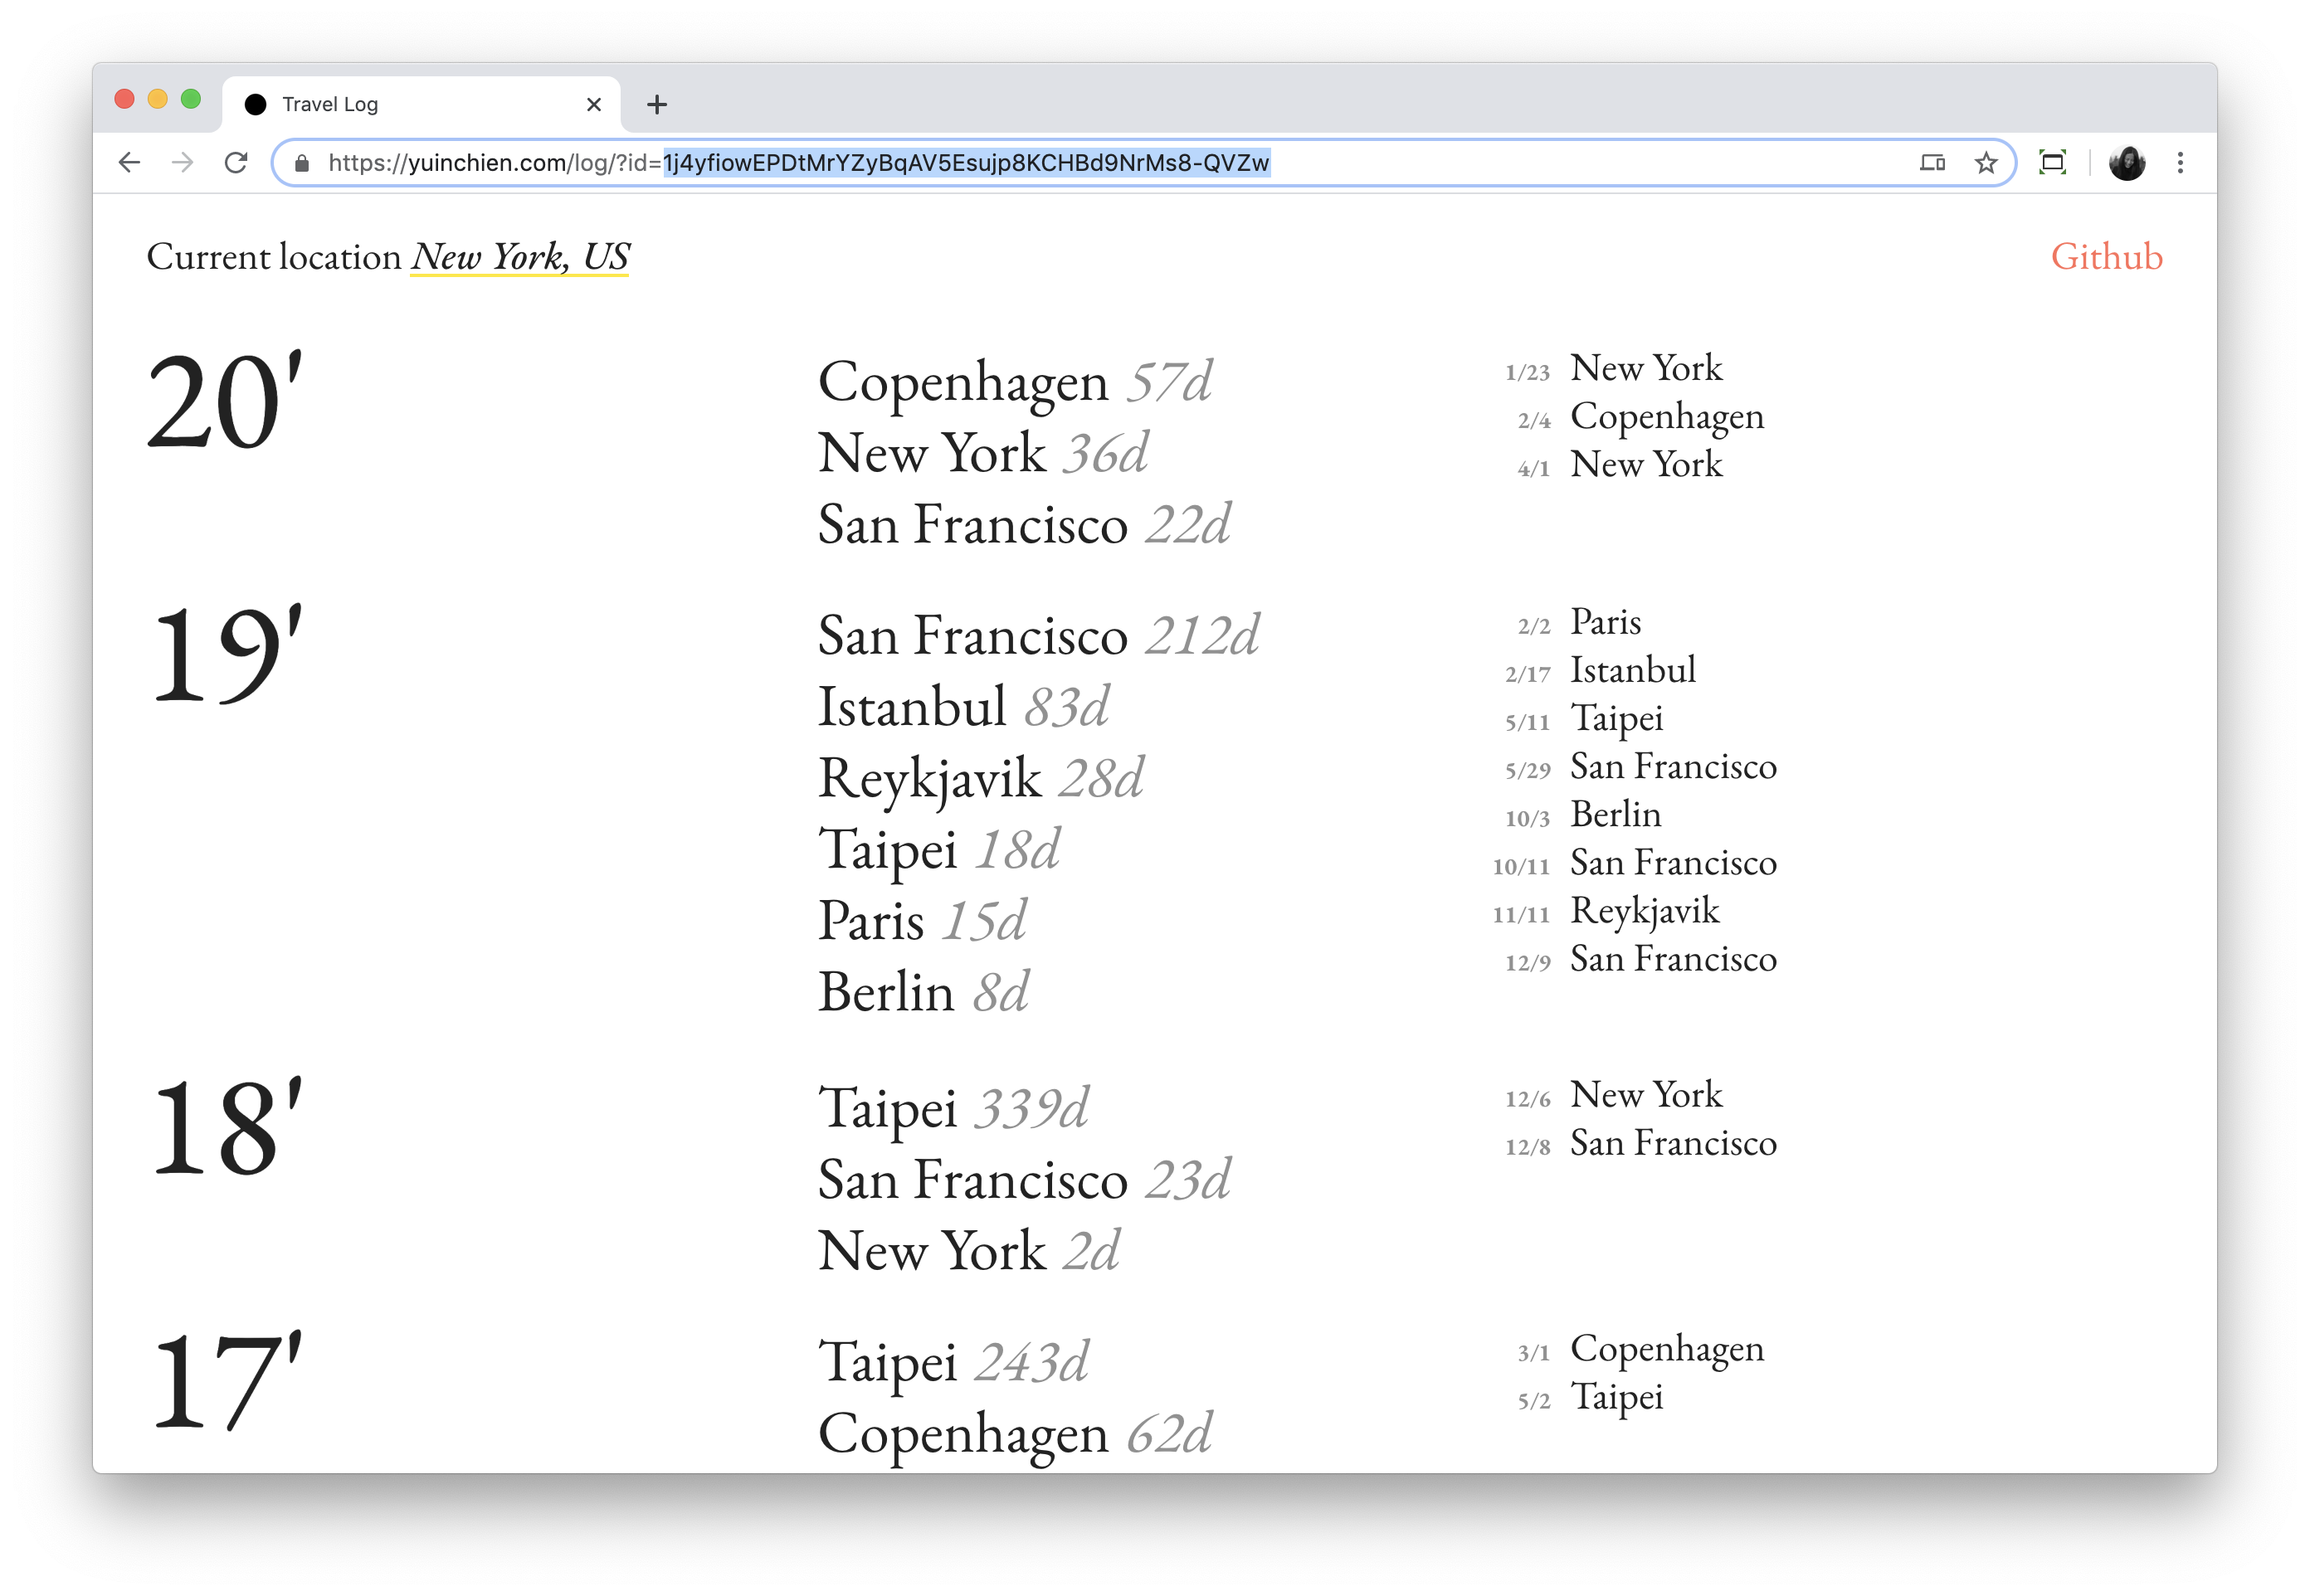 Travel Log
https://yuinchien.com/log/?id=1j4yfiowEPDtMrYZyBqAV5Esujp8KCHBd9NrMs8-QVZw
Current location New York, US
Github
20'
Copenhagen 57d
New York 36d
San Francisco 22d
1/23 New York
2/4 Copenhagen
4/1 New York
19'
San Francisco 212d
Istanbul 83d
Reykjavik 28d
Taipei 18d
Paris 15d
Berlin 8d
2/2 Paris
2/17 Istanbul
5/11 Taipei
5/29 San Francisco
10/3 Berlin
10/11 San Francisco
11/11 Reykjavik
12/9 San Francisco
18'
Taipei 339d
San Francisco 23d
New York 2d
12/6 New York
12/8 San Francisco
17'
Taipei 243d
Copenhagen 62d
3/1 Copenhagen
5/2 Taipei